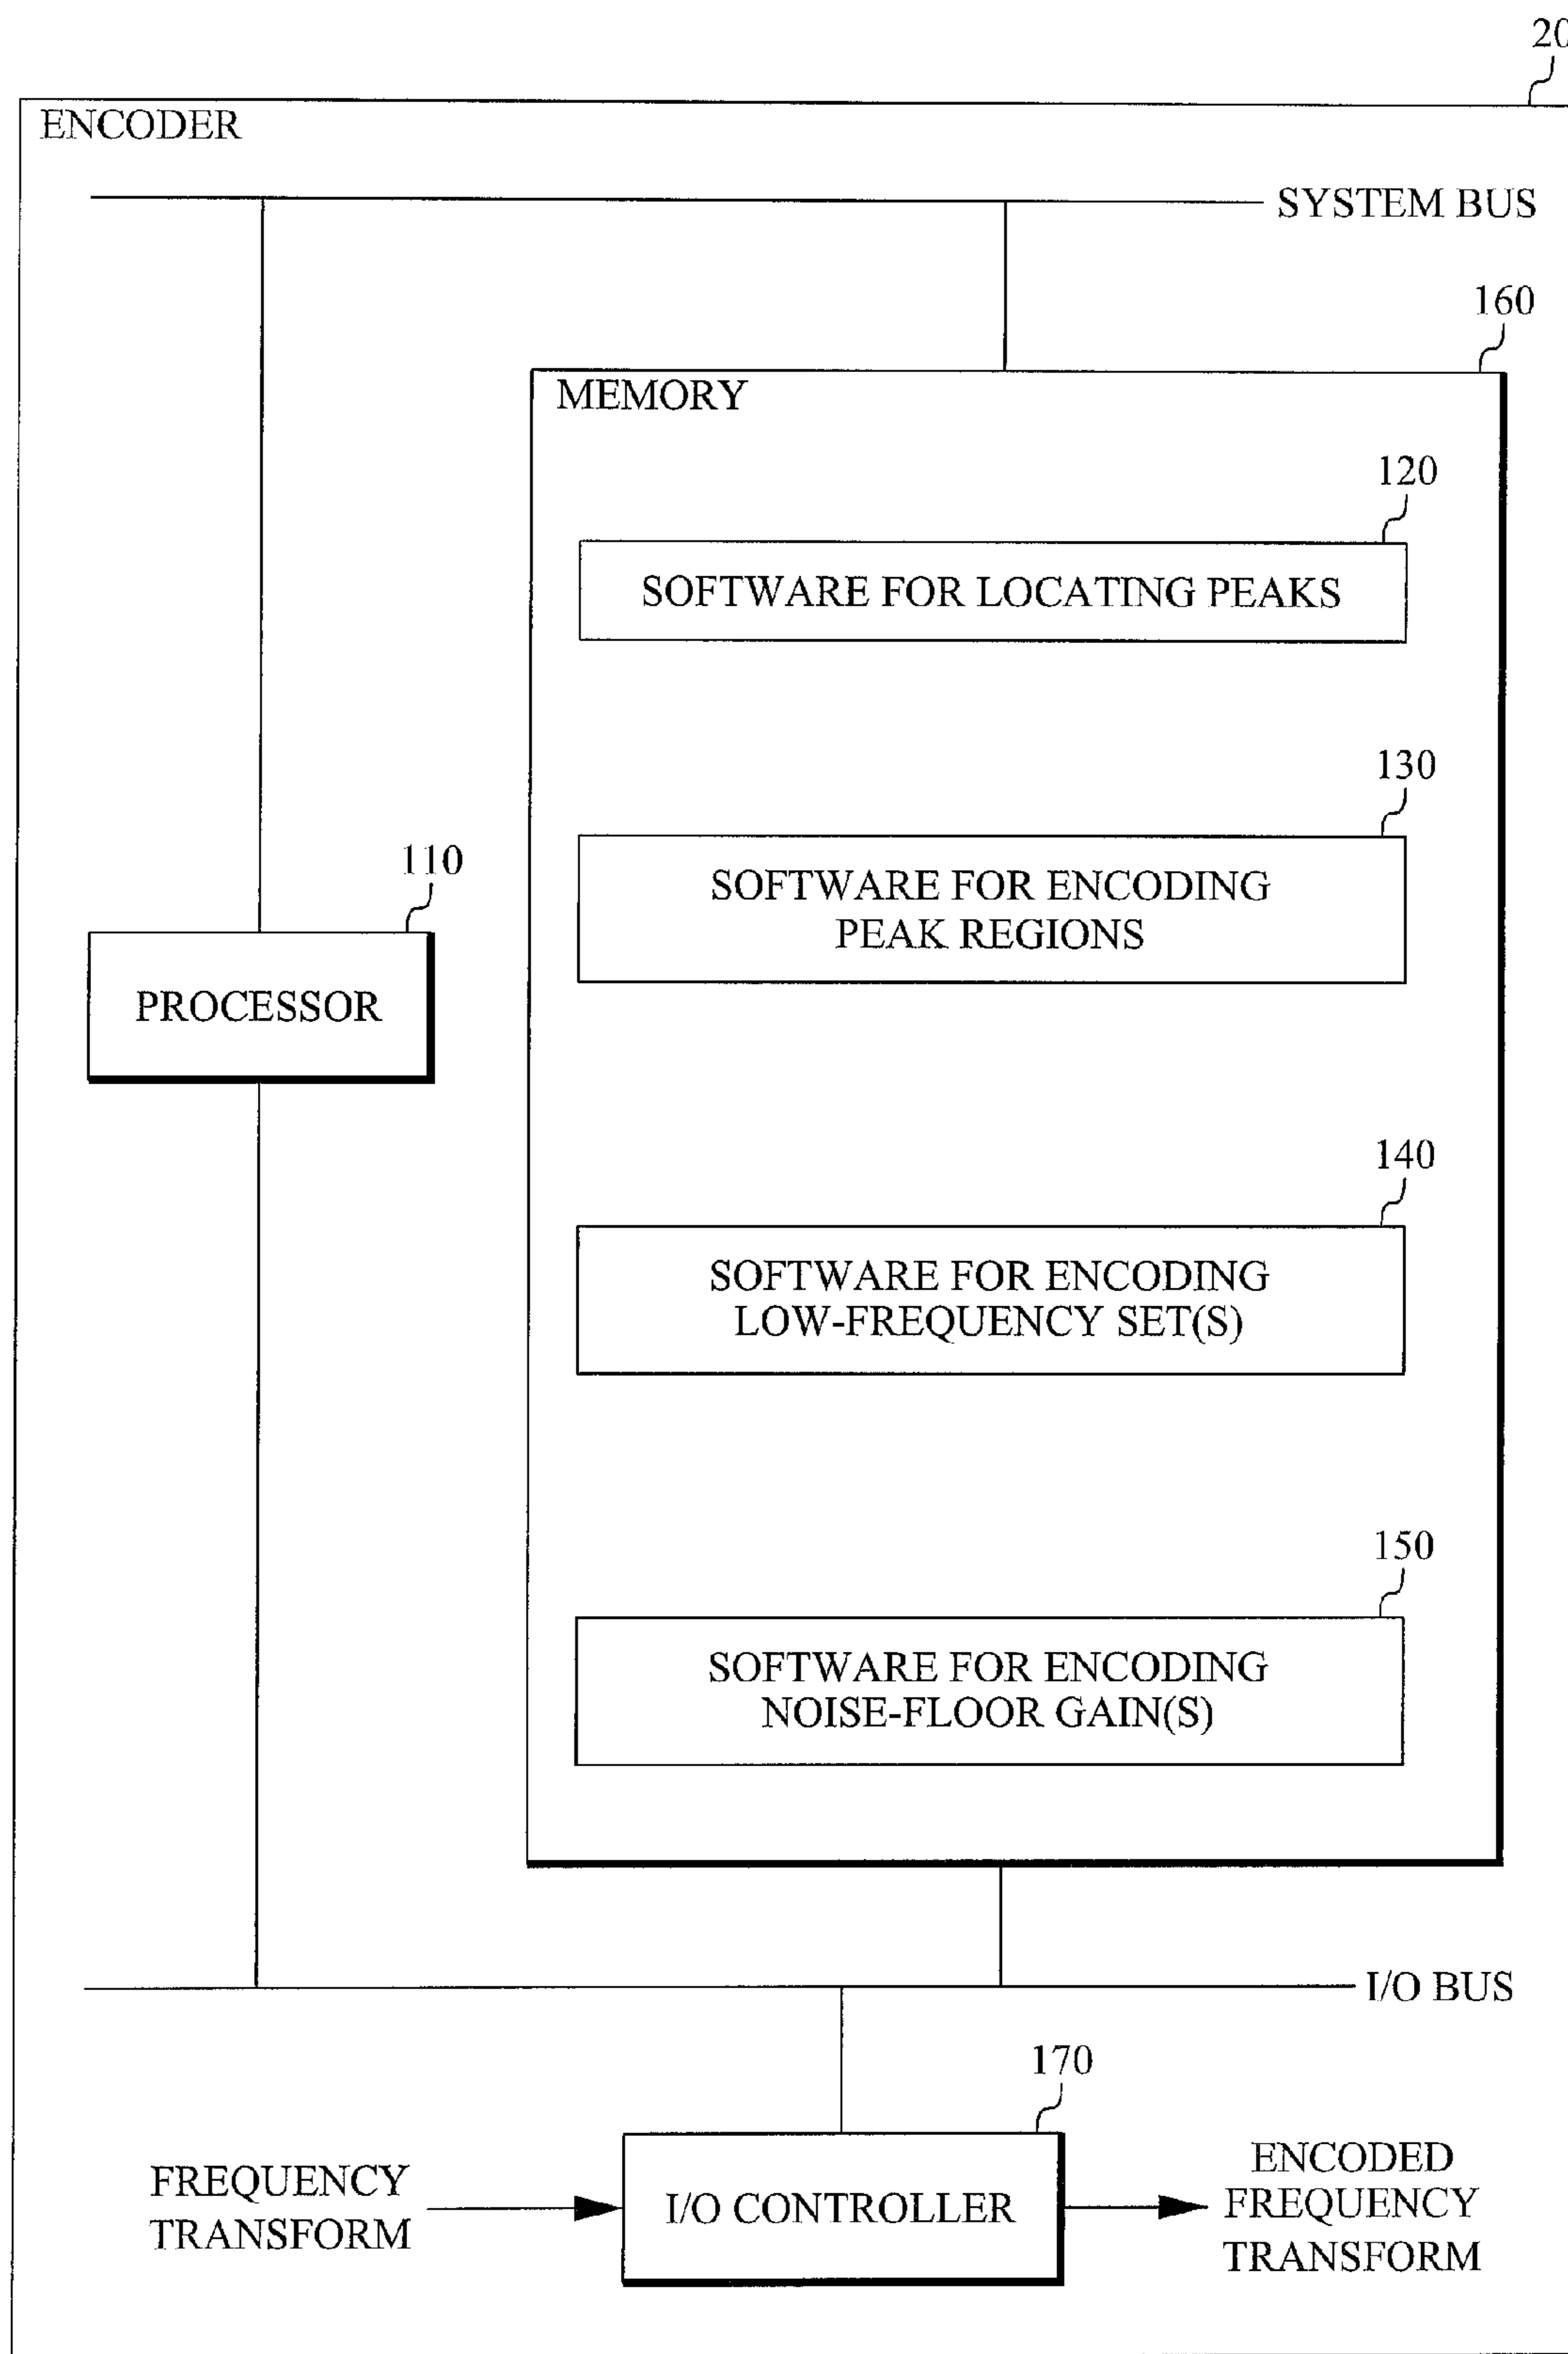 20
ENCODER
SYSTEM BUS
160
MEMORY
120
SOFTWARE FOR LOCATING PEAKS
130
SOFTWARE FOR ENCODING
PEAK REGIONS
110
PROCESSOR
140
SOFTWARE FOR ENCODING
LOW-FREQUENCY SET(S)
150
SOFTWARE FOR ENCODING
NOISE-FLOOR GAIN(S)
I/O BUS
170
FREQUENCY
TRANSFORM
I/O CONTROLLER
ENCODED
FREQUENCY
TRANSFORM